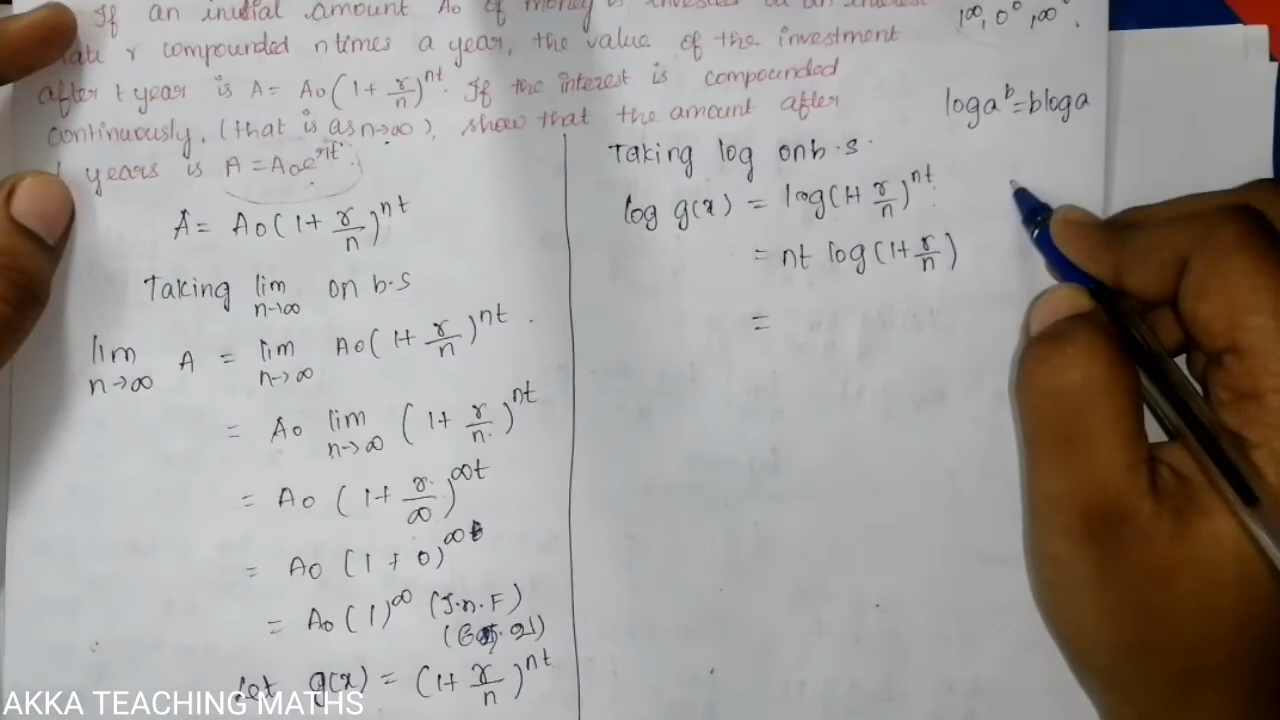 If an initial amount A₀ of money is invested at an interest
rate r compounded n times a year, the value of the investment
after t year is A = A₀(1 + r/n)^nt. If the interest is compounded
continuously, (that is as n→∞), show that the amount after
t years is A = A₀e^rt.
A = A₀(1 + r/n)^nt
Taking lim n→∞ on b.s
lim n→∞ A = lim n→∞ A₀(1 + r/n)^nt.
= A₀ lim n→∞ (1 + r/n)^nt
= A₀ (1 + r/∞)^∞t
= A₀ (1 + 0)^∞t
= A₀ (1)^∞ (I.n.F)
let g(x) = (1 + r/n)^nt
1^∞, 0⁰, ∞⁰.
log a^b = b log a
Taking log on b.s.
log g(x) = log(1 + r/n)^nt.
= nt log(1 + r/n)
=
AKKA TEACHING MATHS